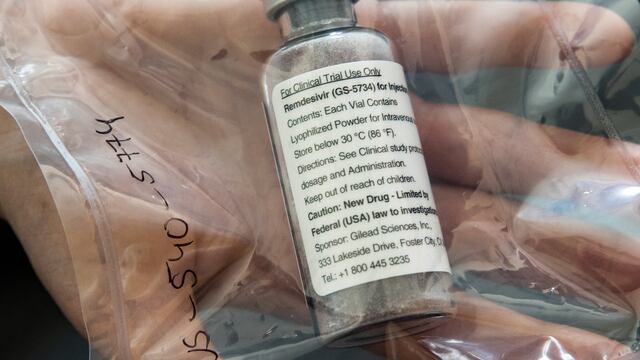 For Clinical Trial Use Only
Remdesivir (GS-5734) for
Contents: Each Vial Contains
Lyophilized Powder for Intravenous
Store below 30 °C (86 °F).
Directions: See Clinical study
dosage and Administration.
Keep out of reach of children.
Caution: New Drug - Limited by
Federal (USA) law to
Sponsor: Gilead Sciences, Inc.,
333 Lakeside Drive, Foster City,
Tel.: +1 800 445 3235
US-540-5774